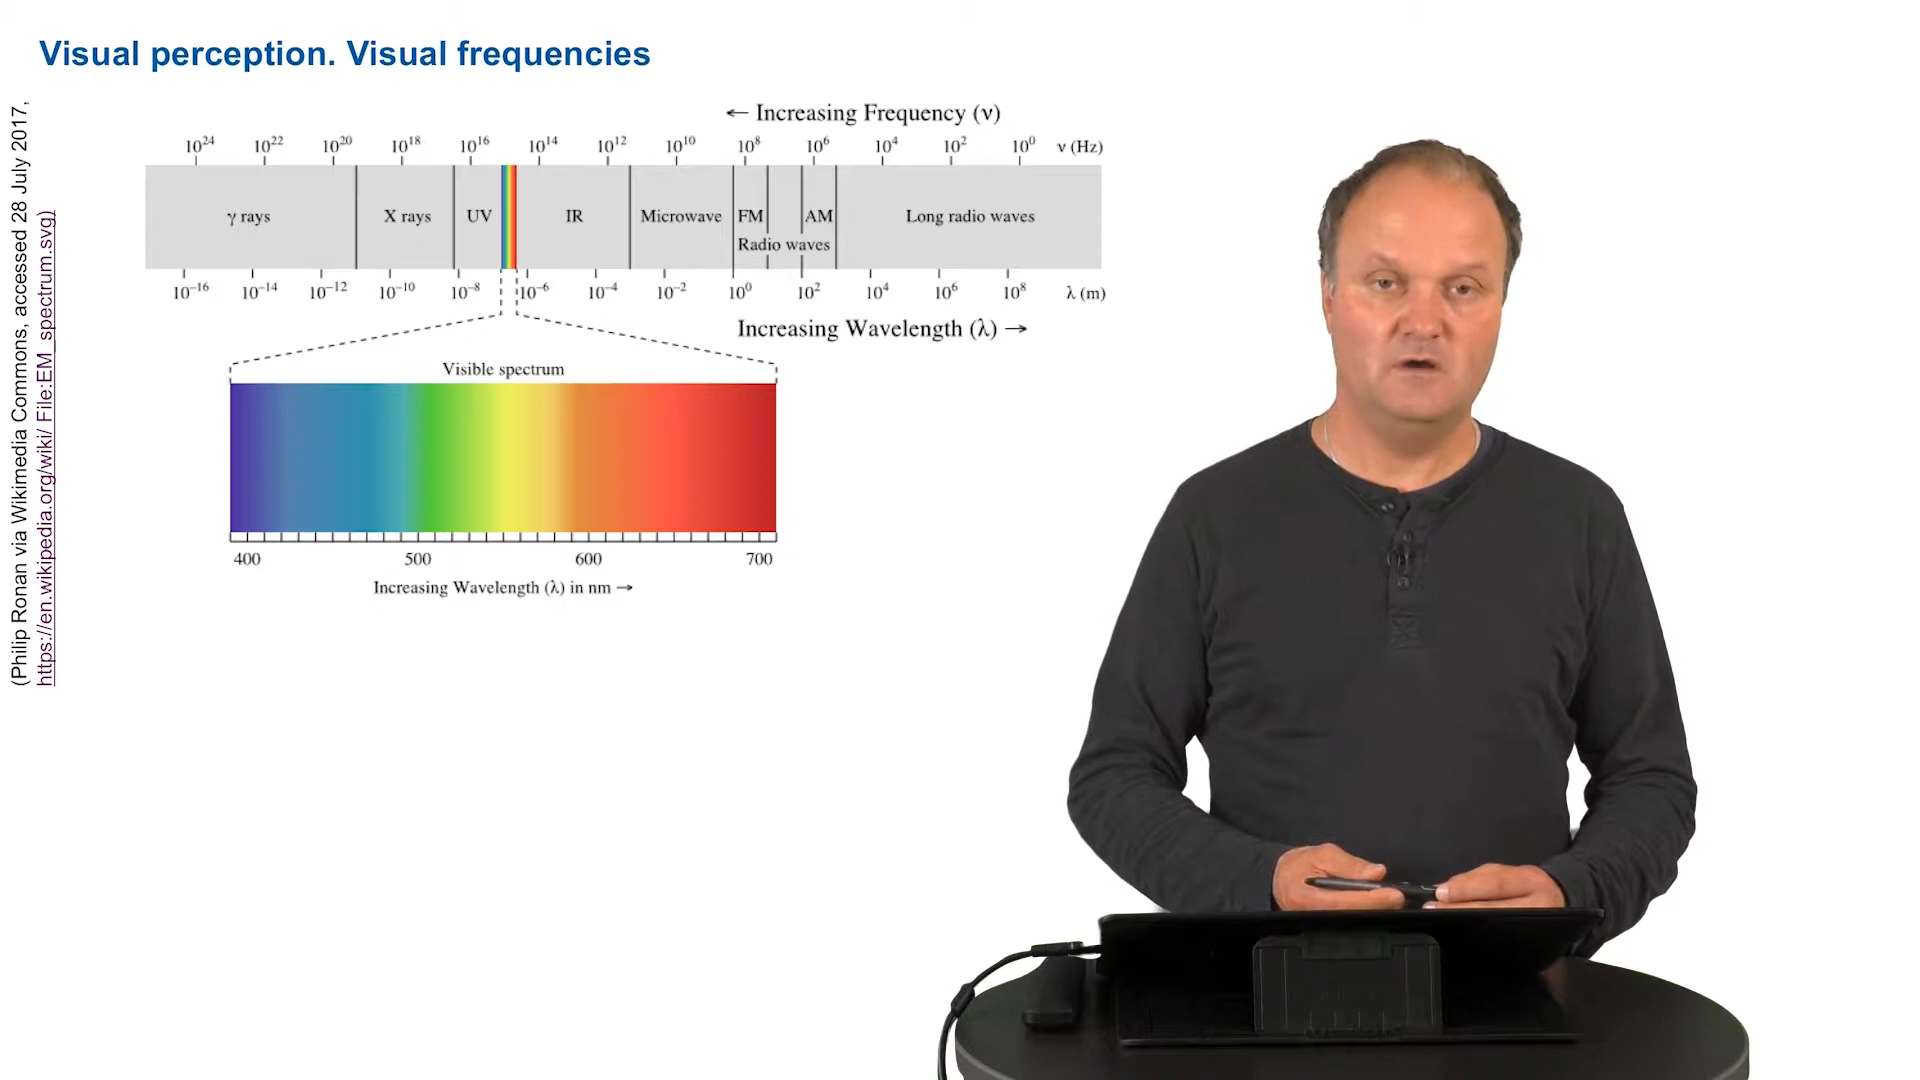 Visual perception. Visual frequencies
(Philip Ronan via Wikimedia Commons, accessed 28 July 2017,
https://en.wikipedia.org/wiki/ File:EM_spectrum.svg)
← Increasing Frequency (ν)
10²⁴ 10²² 10²⁰ 10¹⁸ 10¹⁶ 10¹⁴ 10¹² 10¹⁰ 10⁸ 10⁶ 10⁴ 10² 10⁰ ν (Hz)
γ rays X rays UV IR Microwave FM AM Long radio waves
Radio waves
10⁻¹⁶ 10⁻¹⁴ 10⁻¹² 10⁻¹⁰ 10⁻⁸ 10⁻⁶ 10⁻⁴ 10⁻² 10⁰ 10² 10⁴ 10⁶ 10⁸ λ (m)
Increasing Wavelength (λ) →
Visible spectrum
400 500 600 700
Increasing Wavelength (λ) in nm →